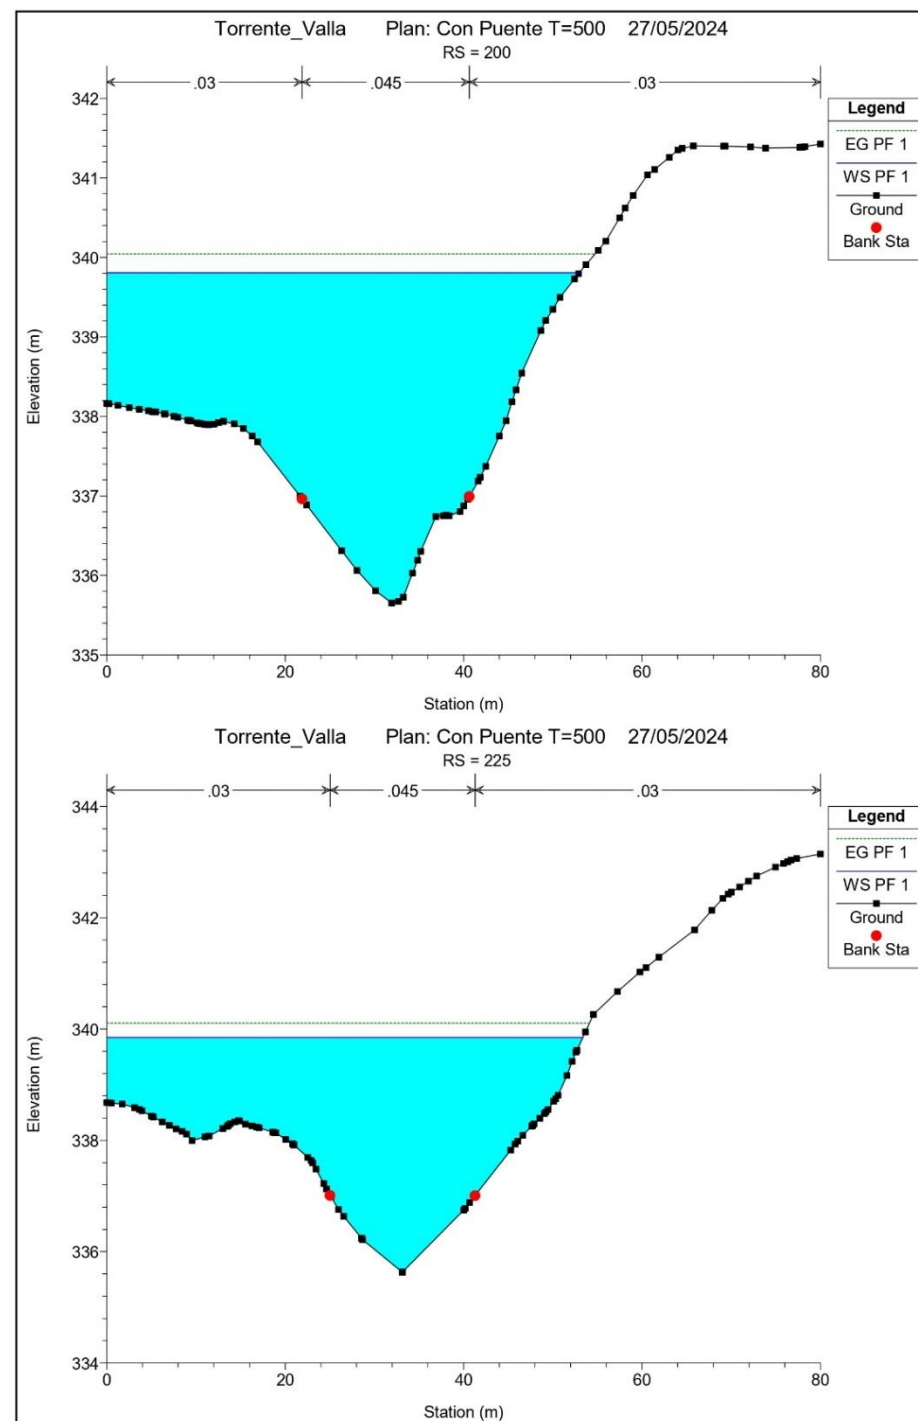 Torrente_Valla Plan: Con Puente T=500 27/05/2024
RS = 200
.03 .045 .03
342
341
340
339
338
337
336
335
Elevation (m)
0 20 40 60 80
Station (m)
Legend
EG PF 1
WS PF 1
Ground
Bank Sta
Torrente_Valla Plan: Con Puente T=500 27/05/2024
RS = 225
.03 .045 .03
344
342
340
338
336
334
Elevation (m)
0 20 40 60 80
Station (m)
Legend
EG PF 1
WS PF 1
Ground
Bank Sta